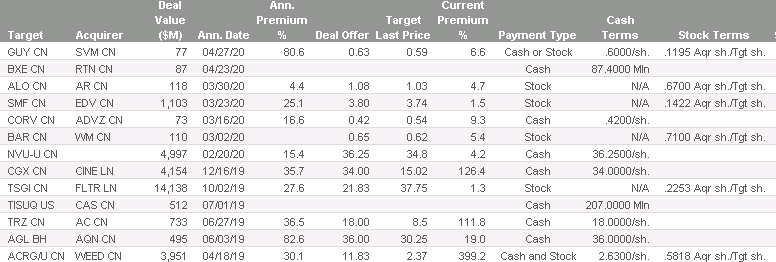 Deal Ann. Current
Value Premium Target Premium Cash
Target Acquirer ($M) Ann. Date % Deal Offer Last Price % Payment Type Terms Stock Terms
GUY CN SVM CN 77 04/27/20 80.6 0.63 0.59 6.6 Cash or Stock .6000/sh. .1195 Aqr sh./Tgt sh.
BXE CN RTN CN 87 04/23/20 Cash 87.4000 Mln
ALO CN AR CN 118 03/30/20 4.4 1.08 1.03 4.7 Stock N/A .6700 Aqr sh./Tgt sh.
SMF CN EDV CN 1,103 03/23/20 25.1 3.80 3.74 1.5 Stock N/A .1422 Aqr sh./Tgt sh.
CORV CN ADVZ CN 73 03/16/20 16.6 0.42 0.54 9.3 Cash .4200/sh.
BAR CN WM CN 110 03/02/20 0.65 0.62 5.4 Stock N/A .7100 Aqr sh./Tgt sh.
NVU-U CN 4,997 02/20/20 15.4 36.25 34.8 4.2 Cash 36.2500/sh.
CGX CN CINE LN 4,154 12/16/19 35.7 34.00 15.02 126.4 Cash 34.0000/sh.
TSGI CN FLTR LN 14,138 10/02/19 27.6 21.83 37.75 1.3 Stock N/A .2253 Aqr sh./Tgt sh.
TISUQ US CAS CN 512 07/01/19 Cash 207.0000 Mln
TRZ CN AC CN 733 06/27/19 36.5 18.00 8.5 111.8 Cash 18.0000/sh.
AGL BH AQN CN 495 06/03/19 82.6 36.00 30.25 19.0 Cash 36.0000/sh.
ACRG/U CN WEED CN 3,951 04/18/19 30.1 11.83 2.37 399.2 Cash and Stock 2.6300/sh. .5818 Aqr sh./Tgt sh.